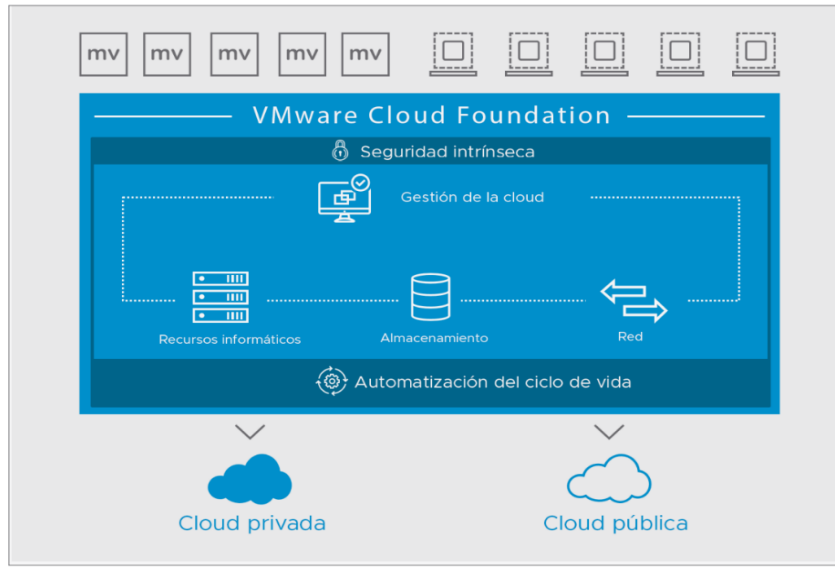 mv mv mv mv mv
VMware Cloud Foundation
Seguridad intrínseca
Gestión de la cloud
Recursos informáticos Almacenamiento Red
Automatización del ciclo de vida
Cloud privada Cloud pública